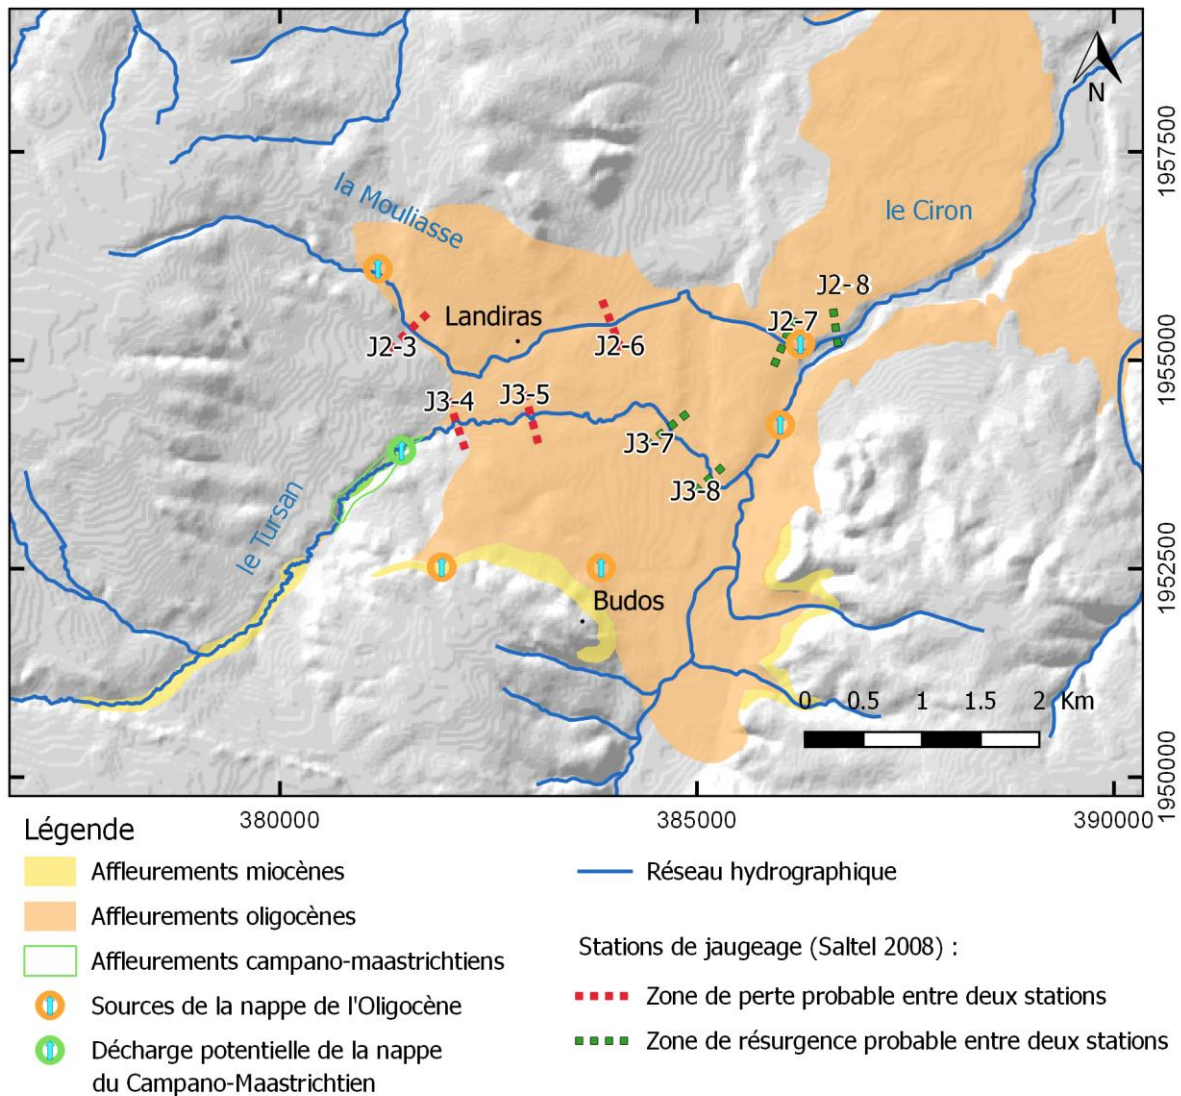 N
1957500
la Mouliasse
le Ciron
J2-8
Landiras
J2-7
J2-3
J2-6
1955000
J3-4
J3-5
J3-7
J3-8
le Tursan
1952500
Budos
0 0.5 1 1.5 2 Km
1950000
380000
385000
390000
Légende
Affleurements miocènes
Affleurements oligocènes
Affleurements campano-maastrichtiens
Sources de la nappe de l'Oligocène
Décharge potentielle de la nappe
du Campano-Maastrichtien
Réseau hydrographique
Stations de jaugeage (Saltel 2008) :
Zone de perte probable entre deux stations
Zone de résurgence probable entre deux stations